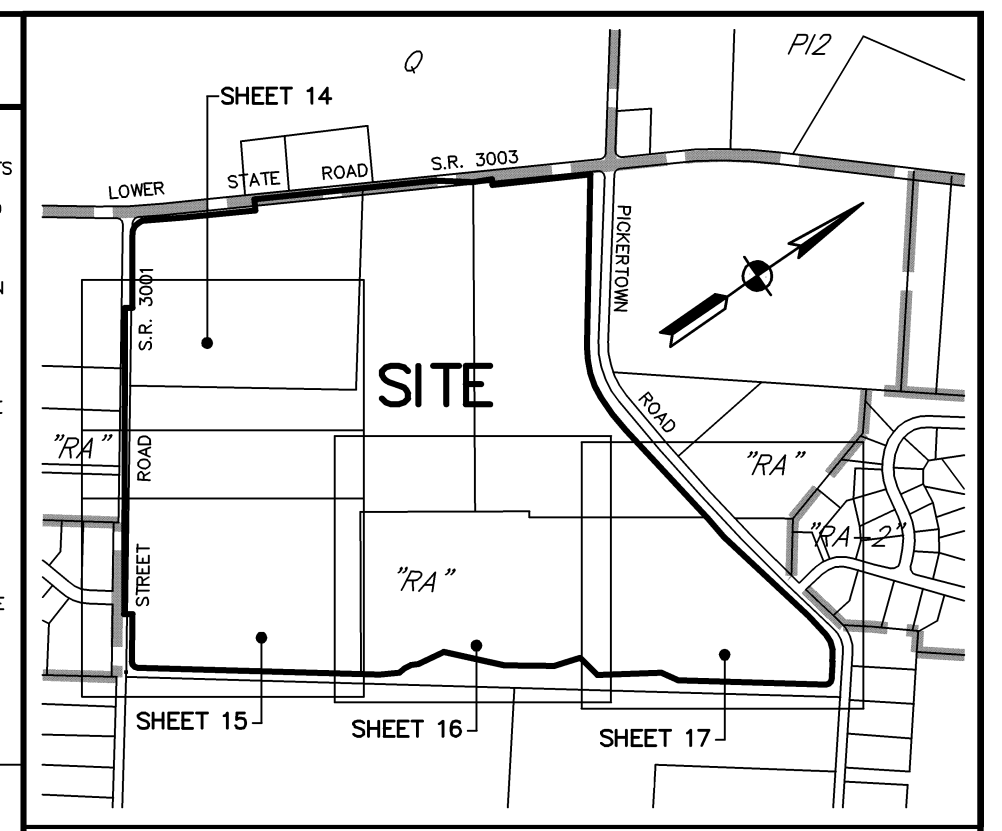 PI2
Q
SHEET 14
S.R. 3003
LOWER STATE ROAD
PICKERTOWN
S.R. 3001
SITE
ROAD
"RA"
ROAD
"RA"
"RA-2"
STREET
"RA"
SHEET 15
SHEET 16
SHEET 17
TS
N
E
E